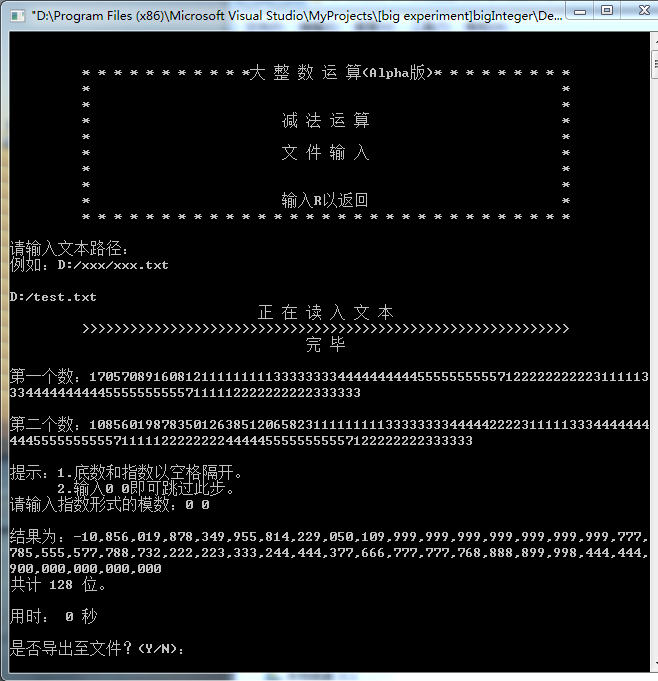 "D:\Program Files (x86)\Microsoft Visual Studio\MyProjects\[big experiment]bigInteger\De...
* * * * * * * * * * *大 整 数 运 算(Alpha版)* * * * * * * * *
* *
* *
* 减 法 运 算 *
* *
* 文 件 输 入 *
* *
* *
* 输入R以返回 *
* * * * * * * * * * * * * * * * * * * * * * * * * * * * * * *
请输入文本路径：
例如：D:/xxx/xxx.txt
D:/test.txt
正 在 读 入 文 本
>>>>>>>>>>>>>>>>>>>>>>>>>>>>>>>>>>>>>>>>>>>>>>>>>>>>>>>>>>>>>
完 毕
第一个数：1705708916081211111111133333333444444444455555555557122222222223111113
33444444444455555555557111112222222222333333
第二个数：1085601987835012638512065823111111111333333334444422223111113334444444
4445555555555711111222222224444455555555557122222222333333
提示：1.底数和指数以空格隔开。
2.输入0 0即可跳过此步。
请输入指数形式的模数：0 0
结果为：-10,856,019,878,349,955,814,229,050,109,999,999,999,999,999,999,999,777,
785,555,577,788,732,222,223,333,244,444,377,666,777,777,768,888,899,998,444,444,
900,000,000,000,000
共计 128 位。
用时： 0 秒
是否导出至文件？(Y/N)：